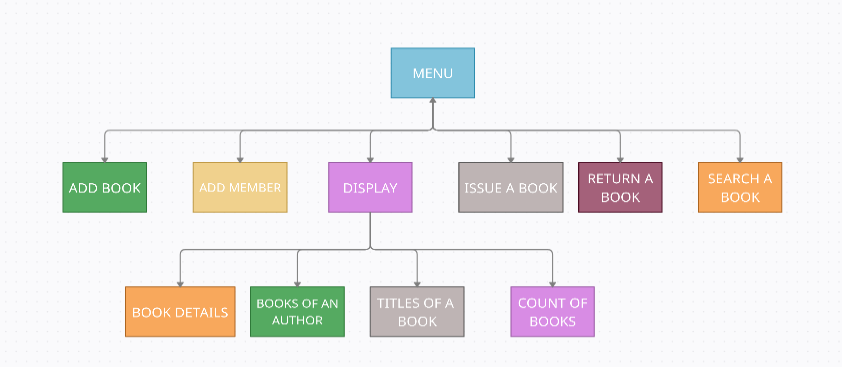 MENU
ADD BOOK
ADD MEMBER
DISPLAY
ISSUE A BOOK
RETURN A
BOOK
SEARCH A
BOOK
BOOK DETAILS
BOOKS OF AN
AUTHOR
TITLES OF A
BOOK
COUNT OF
BOOKS